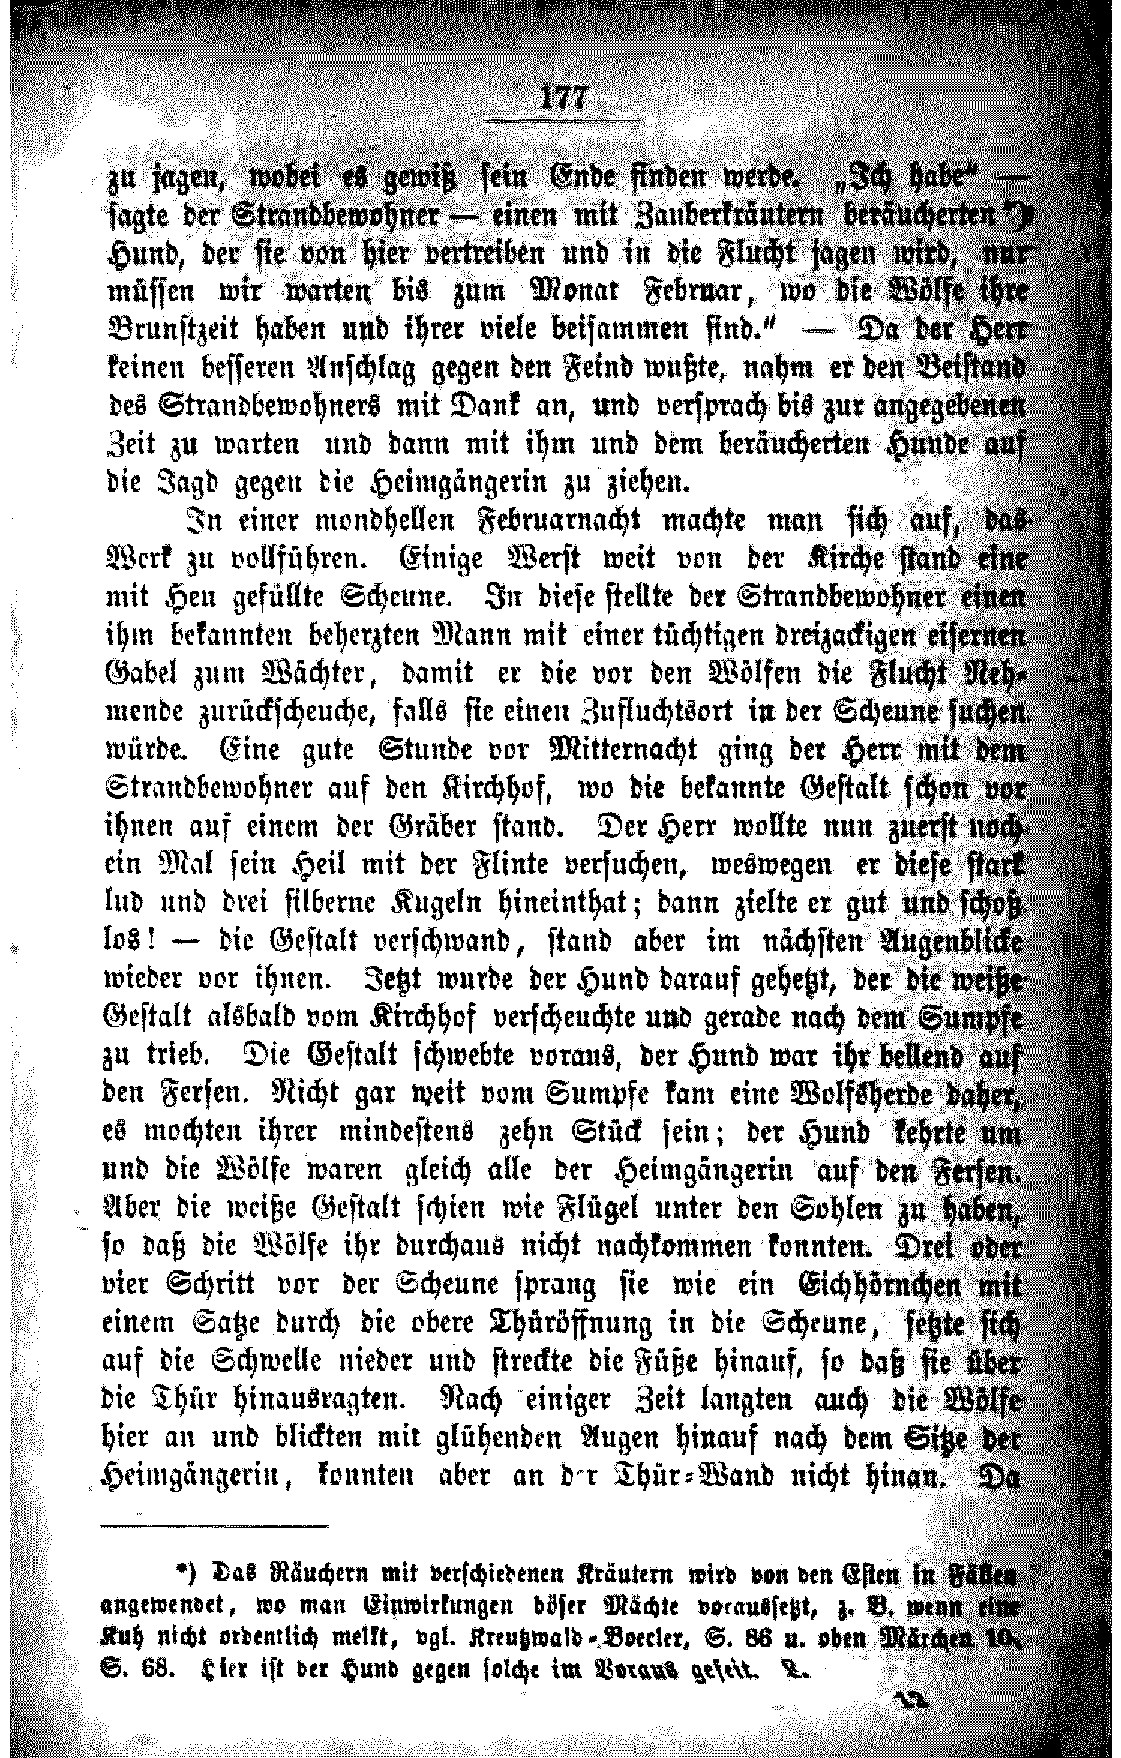 177
zu jagen, wobei es gewiß sein Ende finden werde. „Ich habe“ —
sagte der Strandbewohner — einen mit Zauberkräutern beräucherten *)
Hund, der sie von hier vertreiben und in die Flucht jagen wird, nur
müssen wir warten bis zum Monat Februar, wo die Wölfe ihre
Brunstzeit haben und ihrer viele beisammen sind.“ — Da der Herr
keinen besseren Anschlag gegen den Feind wußte, nahm er den Beistand
des Strandbewohners mit Dank an, und versprach bis zur angegebenen
Zeit zu warten und dann mit ihm und dem beräucherten Hunde auf
die Jagd gegen die Heimgängerin zu ziehen.
In einer mondhellen Februarnacht machte man sich auf, das
Werk zu vollführen. Einige Werst weit von der Kirche stand eine
mit Heu gefüllte Scheune. In diese stellte der Strandbewohner einen
ihm bekannten beherzten Mann mit einer tüchtigen dreizackigen eisernen
Gabel zum Wächter, damit er die vor den Wölfen die Flucht Neh-
mende zurückscheuche, falls sie einen Zufluchtsort in der Scheune suchen
würde. Eine gute Stunde vor Mitternacht ging der Herr mit dem
Strandbewohner auf den Kirchhof, wo die bekannte Gestalt schon vor
ihnen auf einem der Gräber stand. Der Herr wollte nun zuerst noch
ein Mal sein Heil mit der Flinte versuchen, weswegen er diese stark
lud und drei silberne Kugeln hineinthat; dann zielte er gut und schoß
los! — die Gestalt verschwand, stand aber im nächsten Augenblicke
wieder vor ihnen. Jetzt wurde der Hund darauf gehetzt, der die weiße
Gestalt alsbald vom Kirchhof verscheuchte und gerade nach dem Sumpfe
zu trieb. Die Gestalt schwebte voraus, der Hund war ihr bellend auf
den Fersen. Nicht gar weit vom Sumpfe kam eine Wolfsherde daher,
es mochten ihrer mindestens zehn Stück sein; der Hund kehrte um
und die Wölfe waren gleich alle der Heimgängerin auf den Fersen.
Aber die weiße Gestalt schien wie Flügel unter den Sohlen zu haben,
so daß die Wölfe ihr durchaus nicht nachkommen konnten. Drei oder
vier Schritt vor der Scheune sprang sie wie ein Eichhörnchen mit
einem Satze durch die obere Thüröffnung in die Scheune, setzte sich
auf die Schwelle nieder und streckte die Füße hinauf, so daß sie über
die Thür hinausragten. Nach einiger Zeit langten auch die Wölfe
hier an und blickten mit glühenden Augen hinauf nach dem Sitze der
Heimgängerin, konnten aber an der Thür-Wand nicht hinan. Da
*) Das Räuchern mit verschiedenen Kräutern wird von den Esten in Fällen
angewendet, wo man Einwirkungen böser Mächte voraussetzt, z. B. wenn eine
Kuh nicht ordentlich melkt, vgl. Kreutzwald-Boecler, S. 86 u. oben Märchen 10,
S. 68. Hier ist der Hund gegen solche im Voraus gefeit. L.
12